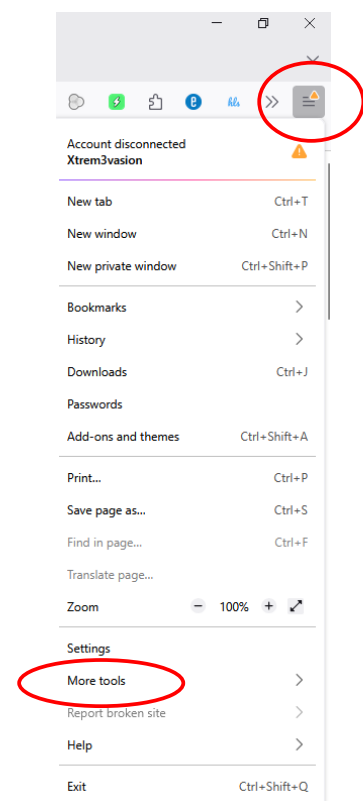 e
hls
Account disconnected
Xtrem3vasion
New tab Ctrl+T
New window Ctrl+N
New private window Ctrl+Shift+P
Bookmarks
History
Downloads Ctrl+J
Passwords
Add-ons and themes Ctrl+Shift+A
Print... Ctrl+P
Save page as... Ctrl+S
Find in page... Ctrl+F
Translate page...
Zoom − 100% +
Settings
More tools
Report broken site
Help
Exit Ctrl+Shift+Q